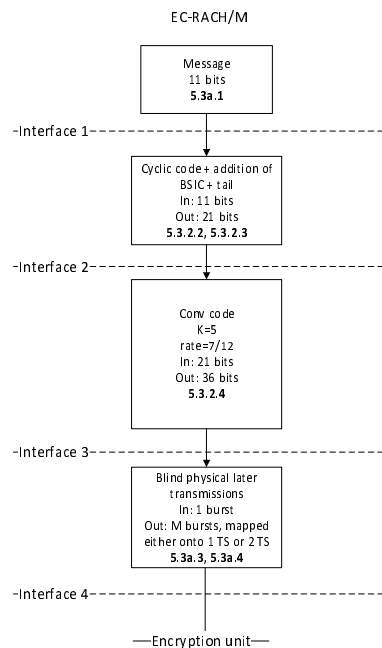 EC-RACH/M
Message
11 bits
5.3a.1
Interface 1
Cyclic code+ addition of
BSIC+ tail
In: 11 bits
Out: 21 bits
5.3.2.2, 5.3.2.3
Interface 2
Conv code
K=5
rate=7/12
In: 21 bits
Out: 36 bits
5.3.2.4
Interface 3
Blind physical later
transmissions
In: 1 burst
Out: M bursts, mapped
either onto 1 TS or 2 TS
5.3a.3, 5.3a.4
Interface 4
Encryption unit